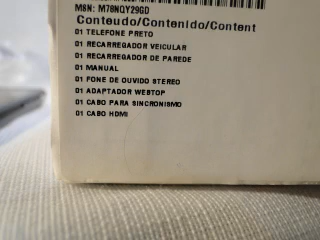 MSN: M78NQY29GD
Conteudo/Contenido/Content
01 TELEFONE PRETO
01 RECARREGADOR VEICULAR
01 RECARREGADOR DE PAREDE
01 MANUAL
01 FONE DE OUVIDO STEREO
01 ADAPTADOR WEBTOP
01 CABO PARA SINCRONISMO
01 CABO HDMI